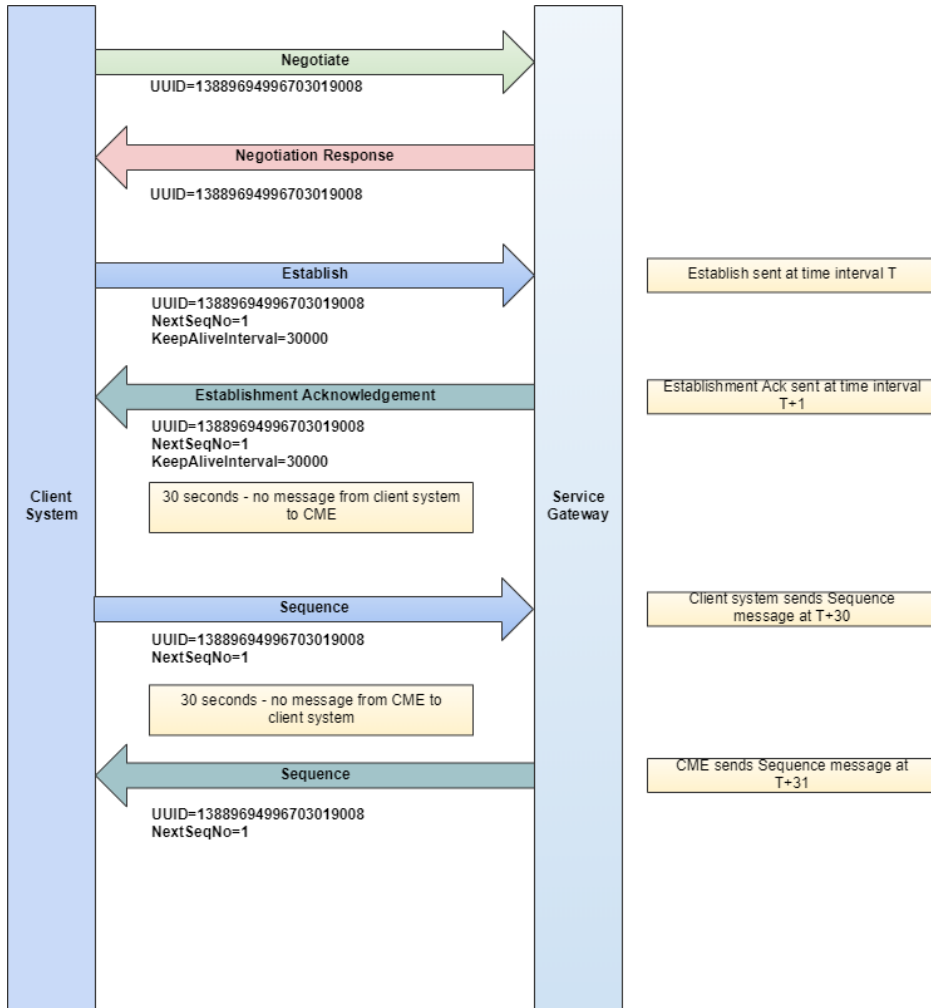 Negotiate
UUID=13889694996703019008
Negotiation Response
UUID=13889694996703019008
Establish
Establish sent at time interval T
UUID=13889694996703019008
NextSeqNo=1
KeepAliveInterval=30000
Establishment Acknowledgement
Establishment Ack sent at time interval
T+1
UUID=13889694996703019008
NextSeqNo=1
KeepAliveInterval=30000
Client
System
30 seconds - no message from client system
to CME
Service
Gateway
Sequence
Client system sends Sequence
message at T+30
UUID=13889694996703019008
NextSeqNo=1
30 seconds - no message from CME to
client system
Sequence
CME sends Sequence message at
T+31
UUID=13889694996703019008
NextSeqNo=1